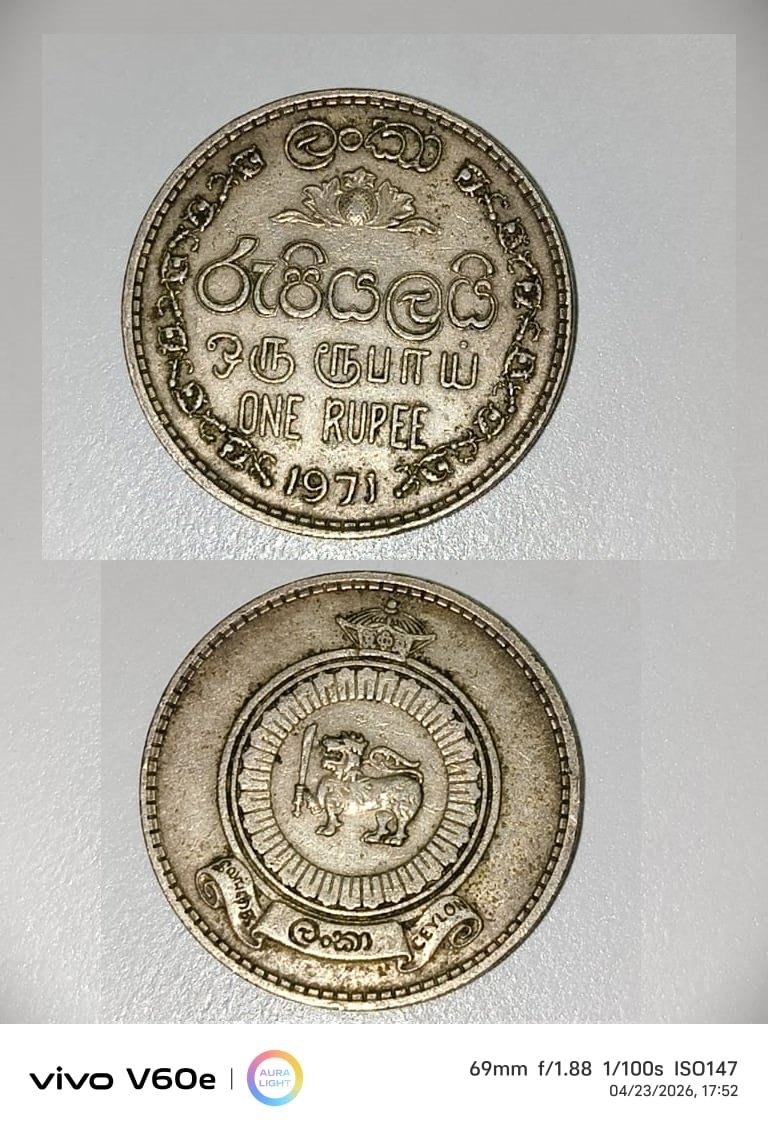 ලංකා
රුපියලයි
ஒரு ரூபாய்
ONE RUPEE
1971
இலங்கை
ලංකා
CEYLON
vivo V60e
AURA
LIGHT
69mm f/1.88 1/100s ISO147
04/23/2026, 17:52